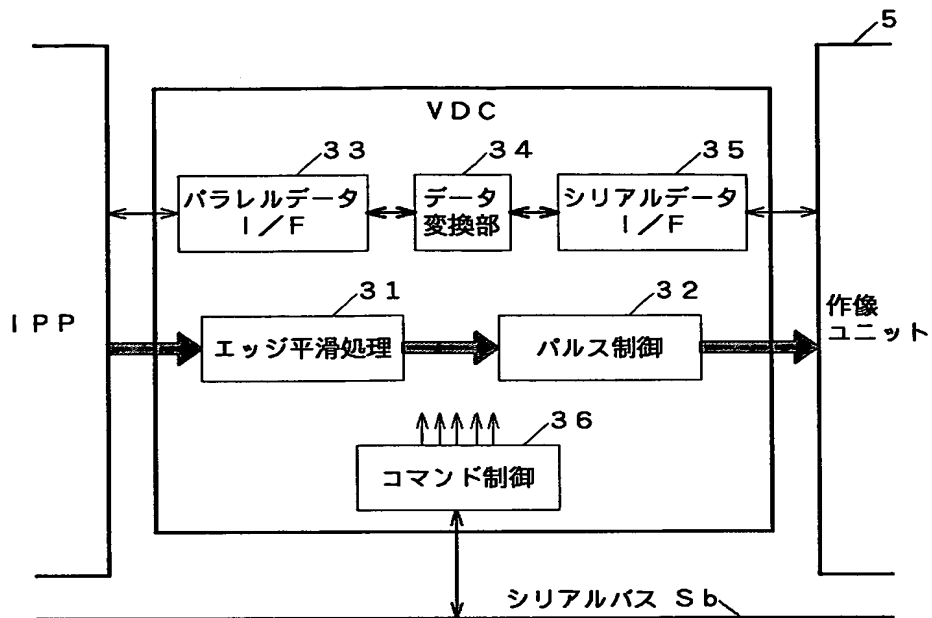 5
VDC
33
34
35
パラレルデータ
I/F
データ
変換部
シリアルデータ
I/F
IPP
31
32
エッジ平滑処理
パルス制御
作像
ユニット
36
コマンド制御
シリアルバス Sb